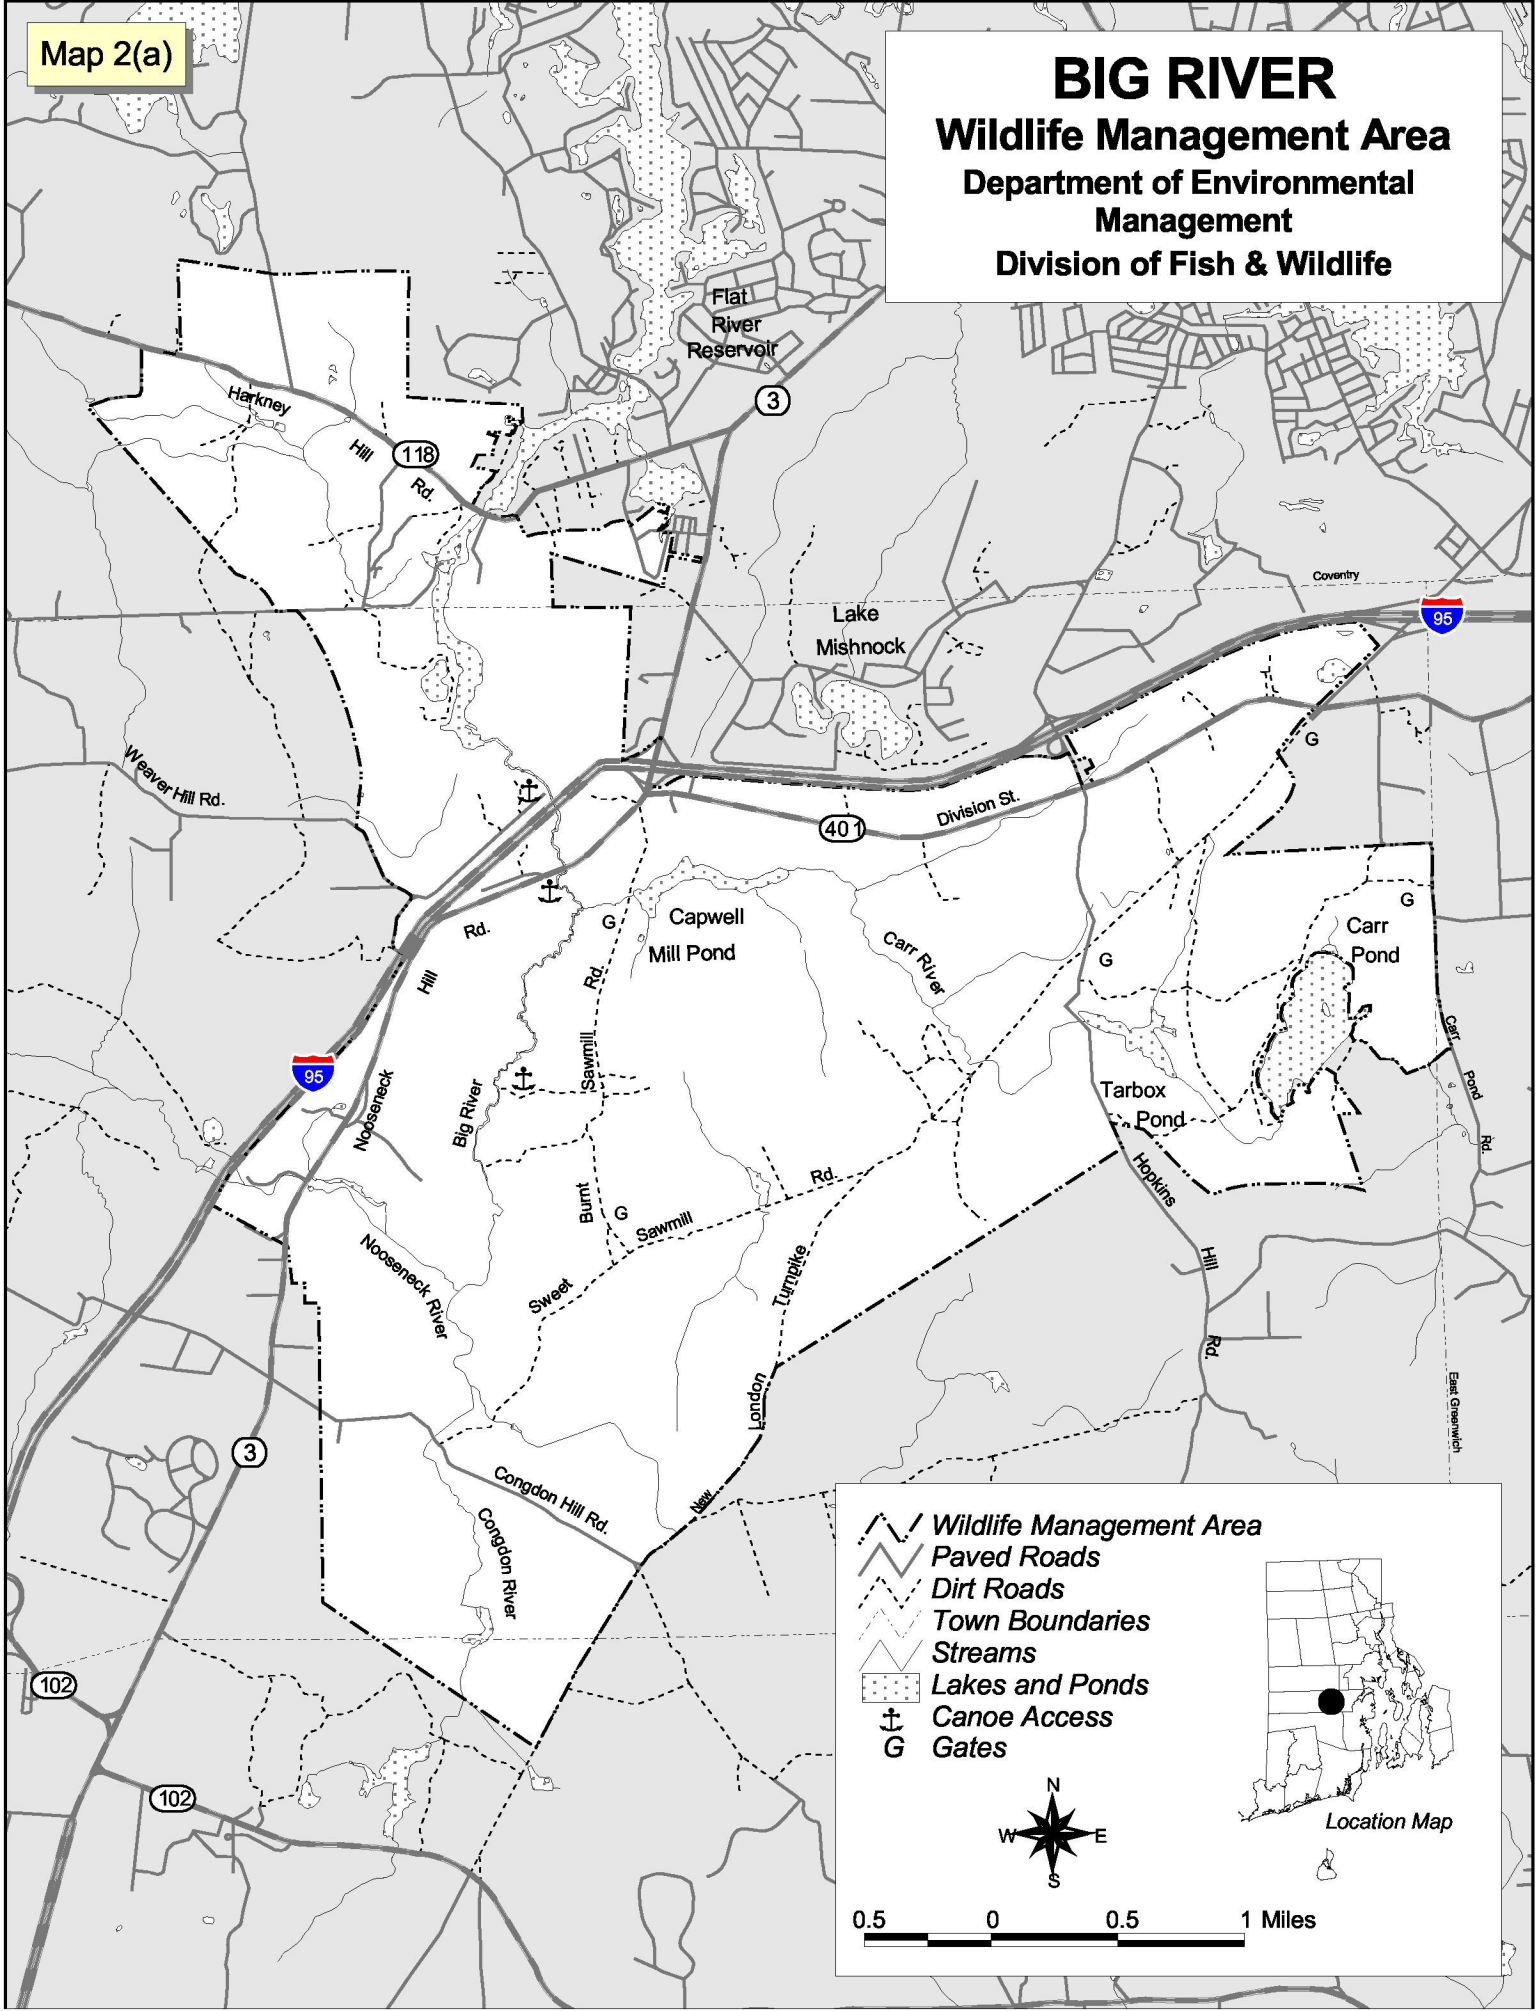 Map 2(a)
BIG RIVER
Wildlife Management Area
Department of Environmental
Management
Division of Fish & Wildlife
Flat
River
Reservoir
3
Harkney
Hill
118
Rd.
Coventry
95
Lake
Mishnock
G
Weaver Hill Rd.
Division St.
401
Capwell
Mill Pond
G
Rd.
Hill
Rd.
Carr River
G
G
Carr
Pond
Carr
Pond
Rd.
95
Nooseneck
Big River
Sawmill
Tarbox
Pond
Hopkins
Hill
Rd.
Burnt
G
Sawmill
Rd.
Sweet
Nooseneck River
Turnpike
London
New
East Greenwich
3
Congdon Hill Rd.
Congdon River
102
102
Wildlife Management Area
Paved Roads
Dirt Roads
Town Boundaries
Streams
Lakes and Ponds
Canoe Access
G Gates
N
W E
S
Location Map
0.5 0 0.5 1 Miles